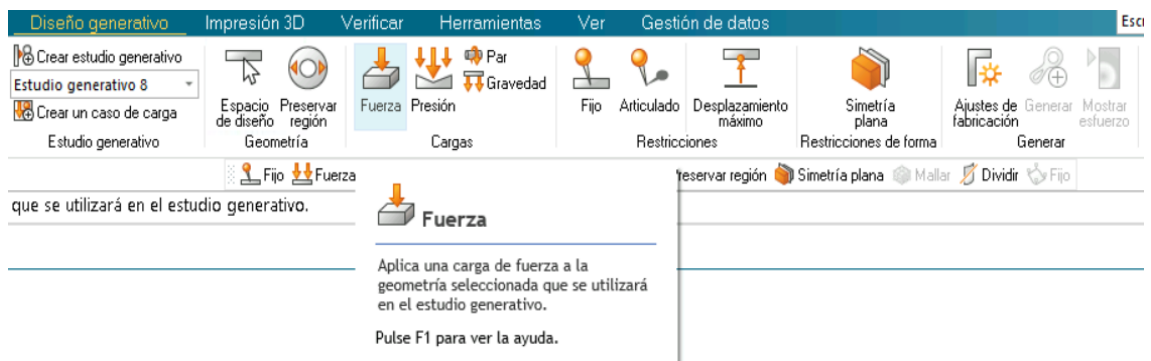 Diseño generativo Impresión 3D Verificar Herramientas Ver Gestión de datos
Crear estudio generativo
Estudio generativo 8
Crear un caso de carga
Estudio generativo
Espacio de diseño
Preservar región
Geometría
Fuerza
Presión
Par
Gravedad
Cargas
Fijo
Articulado
Desplazamiento máximo
Restricciones
Simetría plana
Restricciones de forma
Ajustes de fabricación
Generar
Mostrar esfuerzo
Generar
Fijo Fuerza
Simetría plana Mallar Dividir Fijo
que se utilizará en el estudio generativo.
Fuerza
Aplica una carga de fuerza a la
geometría seleccionada que se utilizará
en el estudio generativo.
Pulse F1 para ver la ayuda.